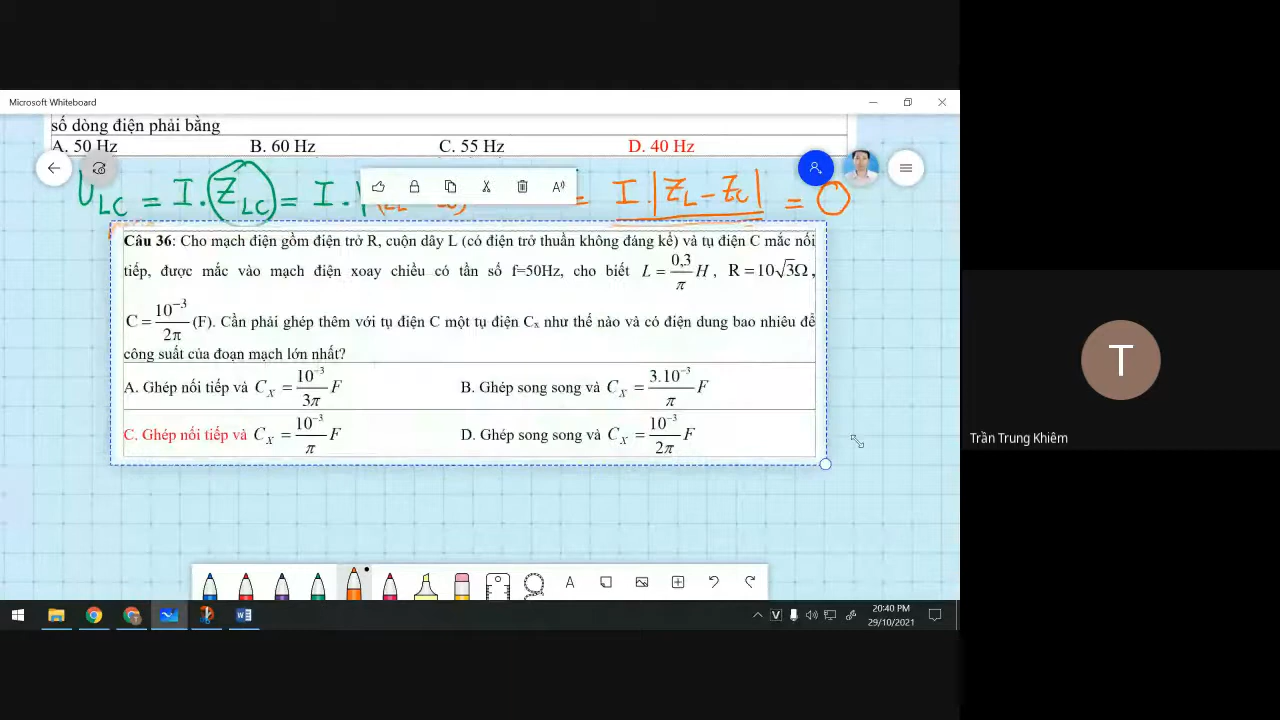 Microsoft Whiteboard
số dòng điện phải bằng
A. 50 Hz B. 60 Hz C. 55 Hz D. 40 Hz
U_LC = I.Z_LC = I. = I.|Z_L - Z_C| = 0
Câu 36: Cho mạch điện gồm điện trở R, cuộn dây L (có điện trở thuần không đáng kể) và tụ điện C mắc nối
tiếp, được mắc vào mạch điện xoay chiều có tần số f=50Hz, cho biết L = 0,3/π H, R = 10√3Ω,
C = 10⁻³/2π (F). Cần phải ghép thêm với tụ điện C một tụ điện Cₓ như thế nào và có điện dung bao nhiêu để
công suất của đoạn mạch lớn nhất?
A. Ghép nối tiếp và C_X = 10⁻³/3π F B. Ghép song song và C_X = 3.10⁻³/π F
C. Ghép nối tiếp và C_X = 10⁻³/π F D. Ghép song song và C_X = 10⁻³/2π F
T
Trần Trung Khiêm
20:40 PM
29/10/2021